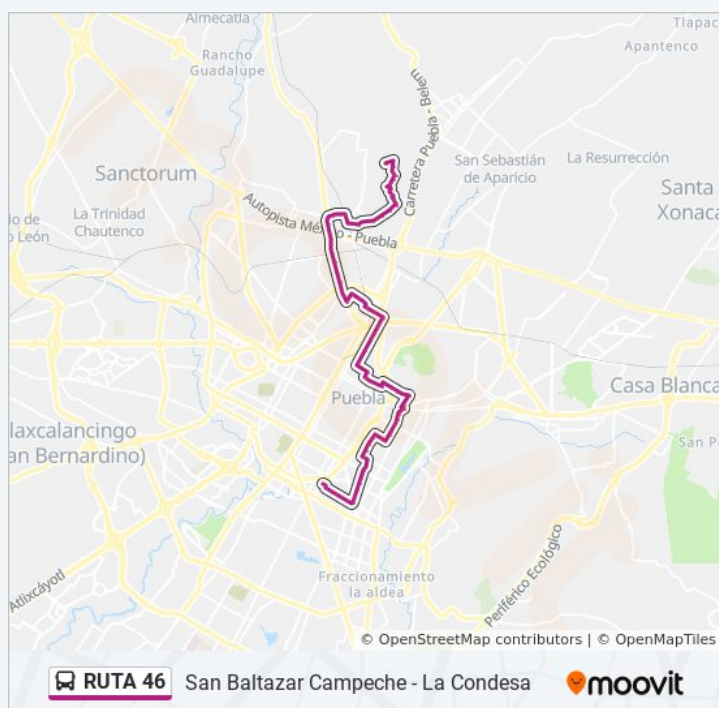 Almecatla
Tlapac
Apantenco
Rancho
Guadalupe
Carretera Puebla - Belem
Sanctorum
San Sebastián
de Aparicio
La Resurrección
Santa
Xonaca
La Trinidad
Chautenco
io de
o León
Autopista México - Puebla
Puebla
Casa Blanca
laxcalancingo
an Bernardino)
San Pe
Atlixcáyotl
Fraccionamiento
la aldea
Periférico Ecológico
© OpenStreetMap contributors | © OpenMapTiles
RUTA 46 San Baltazar Campeche - La Condesa moovit